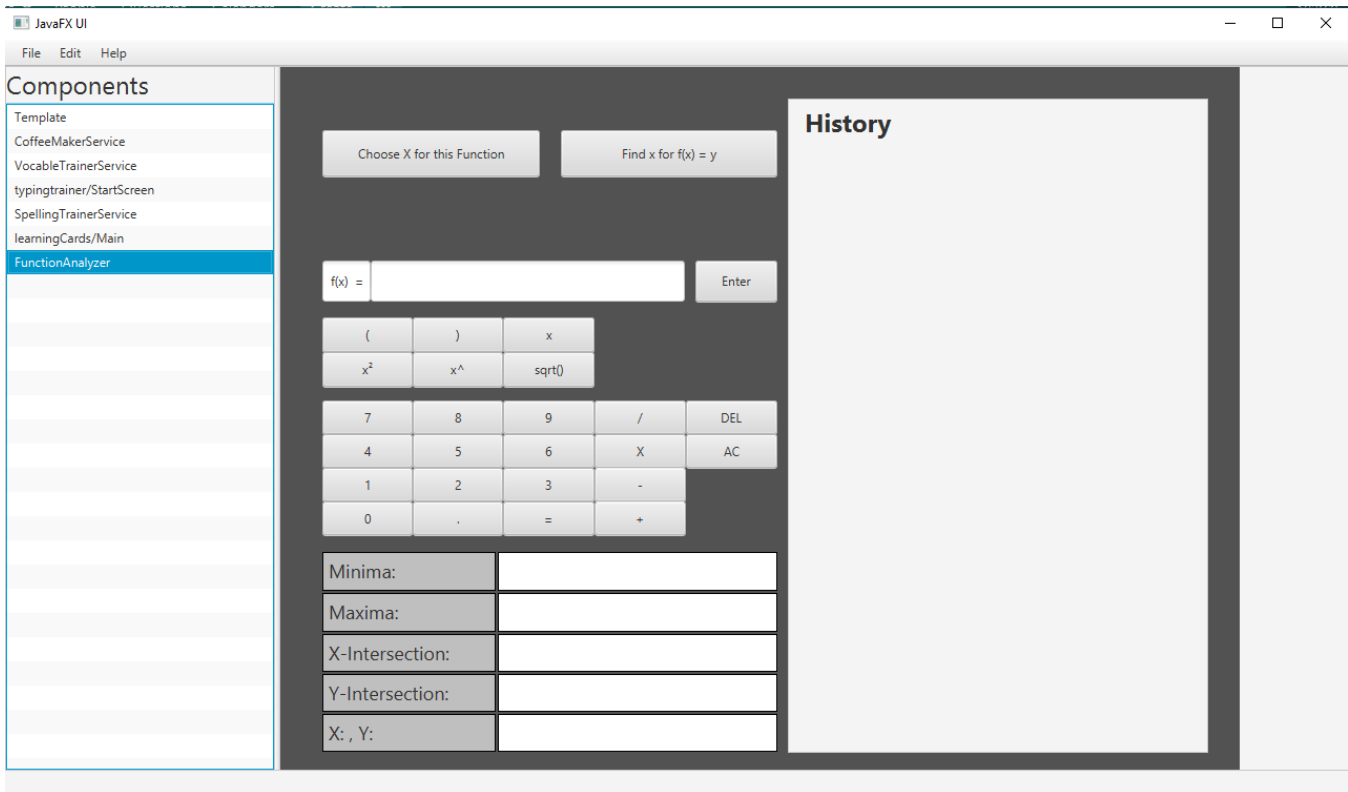 JavaFX UI
File Edit Help
Components
Template
CoffeeMakerService
VocableTrainerService
typingtrainer/StartScreen
SpellingTrainerService
learningCards/Main
FunctionAnalyzer
Choose X for this Function Find x for f(x) = y
f(x) = Enter
( ) x
x² x^ sqrt()
7 8 9 / DEL
4 5 6 X AC
1 2 3 -
0 . = +
Minima:
Maxima:
X-Intersection:
Y-Intersection:
X: , Y:
History